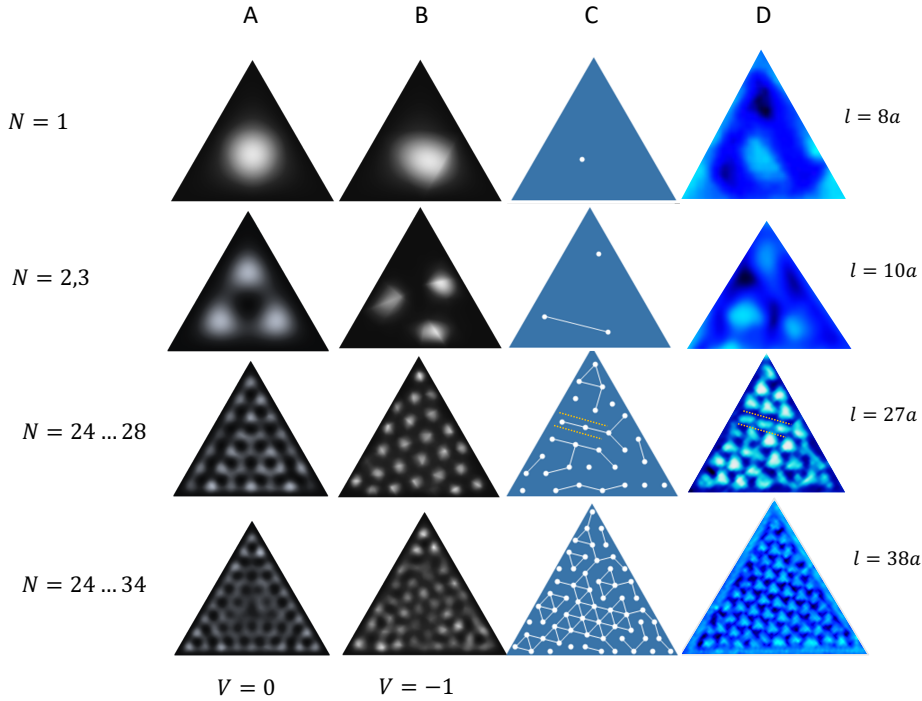 A B C D
N = 1 l = 8a
N = 2,3 l = 10a
N = 24 … 28 l = 27a
N = 24 … 34 l = 38a
V = 0 V = −1